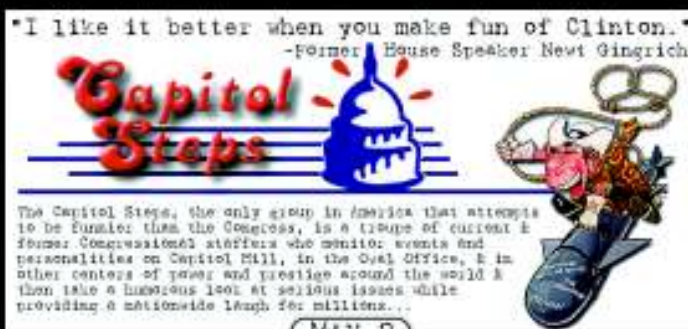 "I like it better when you make fun of Clinton."
-Former House Speaker Newt Gingrich
Capitol
Steps
The Capitol Steps, the only group in America that attempts
to be funnier than the Congress, is a troupe of current &
former Congressional staffers who monitor events and
personalities on Capitol Hill, in the Oval Office, & in
other centers of power and prestige around the world &
then take a humorous look at serious issues while
providing a nationwide laugh for millions...